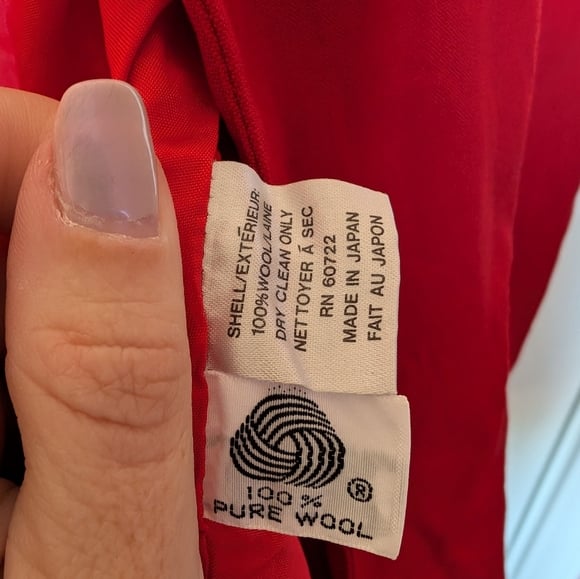 SHELL/EXTÉRIEUR:
100%WOOL/LAINE
DRY CLEAN ONLY
NETTOYER Á SEC
RN 60722
MADE IN JAPAN
FAIT AU JAPON
100%
PURE WOOL
®